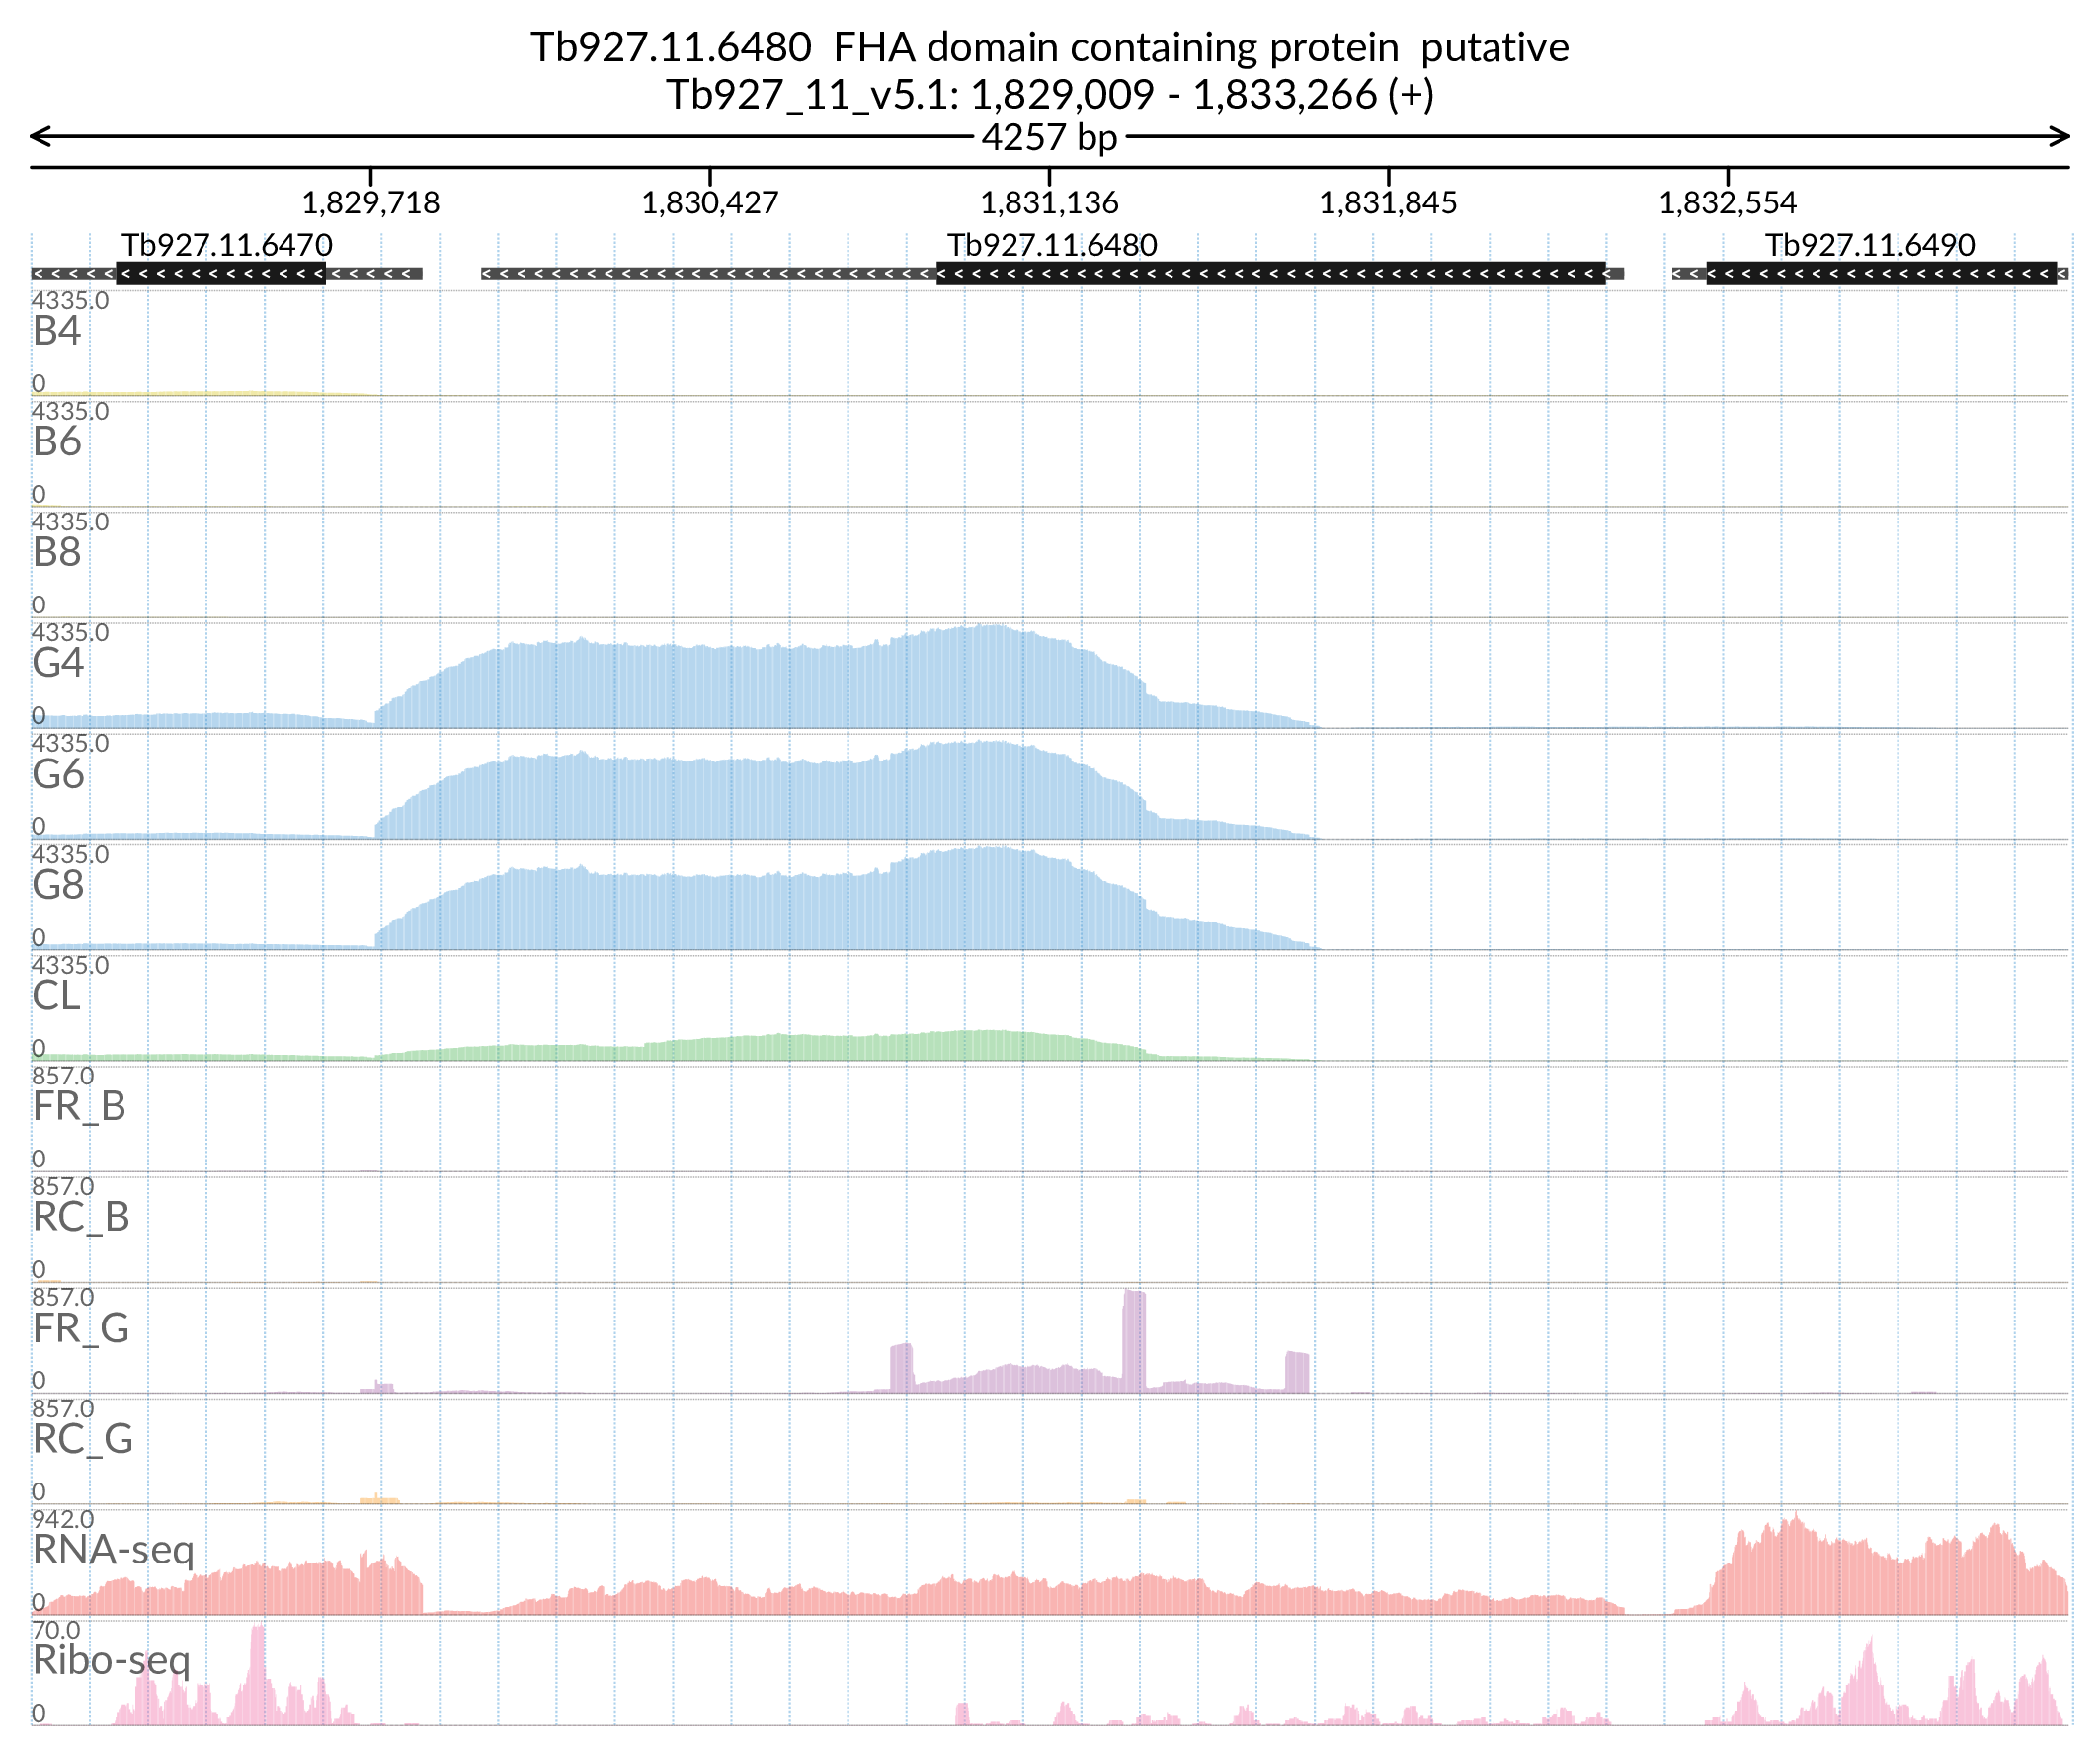 Tb927.11.6480  FHA domain containing protein  putative
Tb927_11_v5.1: 1,829,009 - 1,833,266 (+)
4257 bp
1,829,718 1,830,427 1,831,136 1,831,845 1,832,554
Tb927.11.6470 Tb927.11.6480 Tb927.11.6490
4335.0
B4
0
4335.0
B6
0
4335.0
B8
0
4335.0
G4
0
4335.0
G6
0
4335.0
G8
0
4335.0
CL
0
857.0
FR_B
0
857.0
RC_B
0
857.0
FR_G
0
857.0
RC_G
0
942.0
RNA-seq
0
70.0
Ribo-seq
0